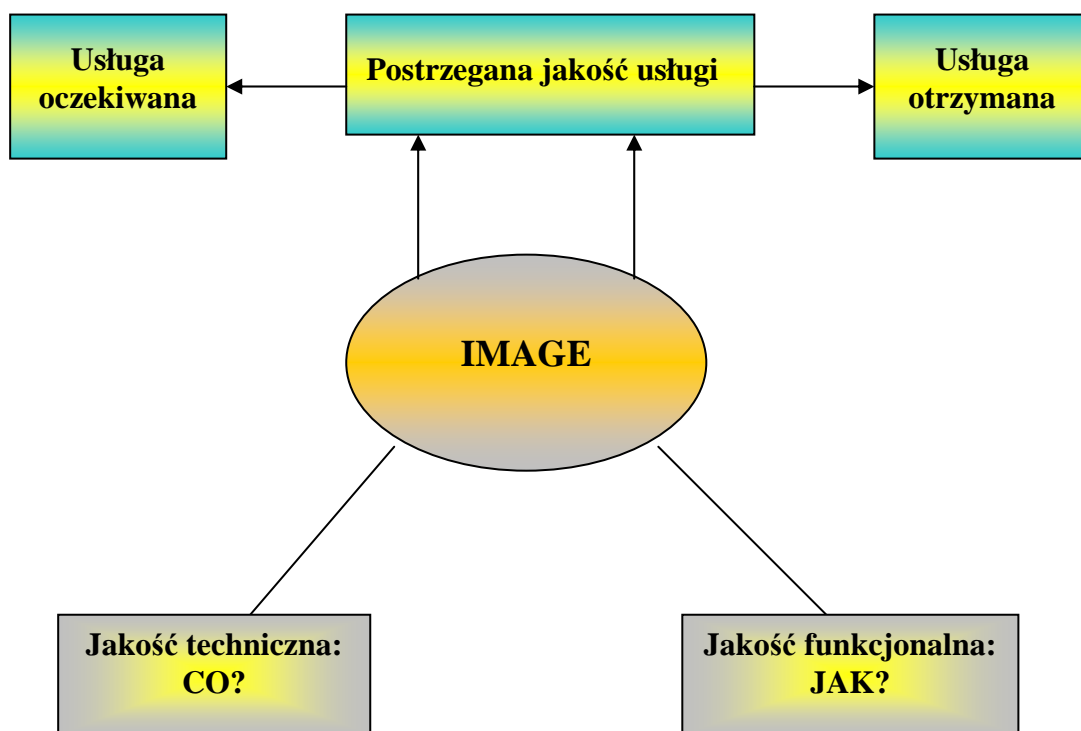 Usługa
oczekiwana
Postrzegana jakość usługi
Usługa
otrzymana
IMAGE
Jakość techniczna:
CO?
Jakość funkcjonalna:
JAK?